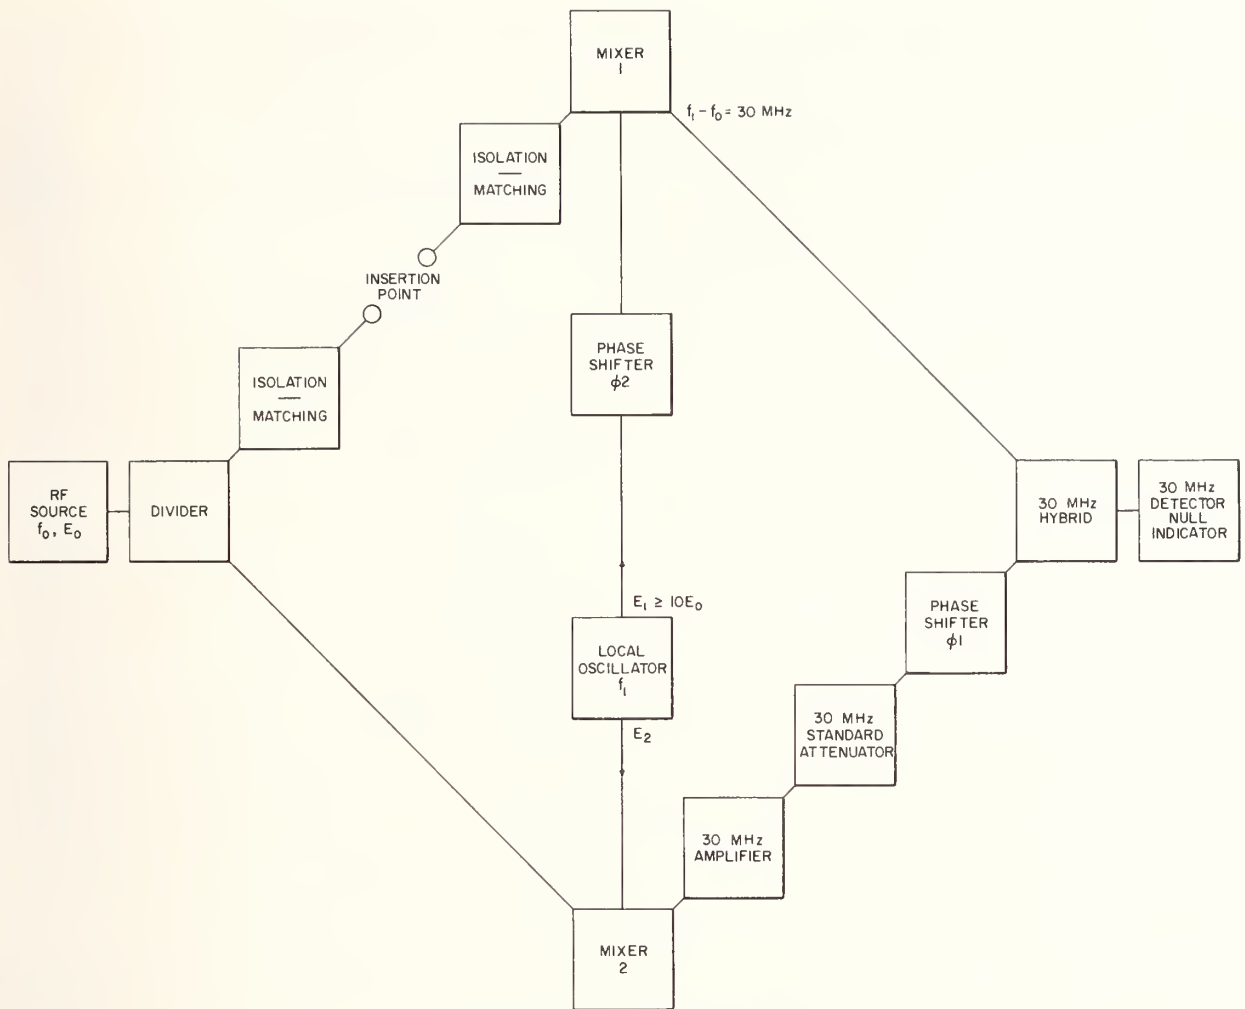 MIXER
1
f₁ - f₀ = 30 MHz
ISOLATION
MATCHING
INSERTION
POINT
PHASE
SHIFTER
ϕ2
ISOLATION
MATCHING
RF
SOURCE
f₀, E₀
DIVIDER
30 MHz
HYBRID
30 MHz
DETECTOR
NULL
INDICATOR
E₁ ≥ 10E₀
PHASE
SHIFTER
ϕ1
LOCAL
OSCILLATOR
f₁
E₂
30 MHz
STANDARD
ATTENUATOR
30 MHz
AMPLIFIER
MIXER
2